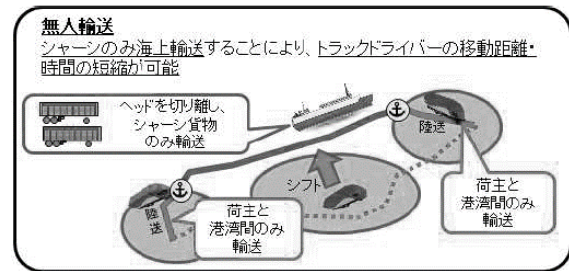 無人輸送
シャーシのみ海上輸送することにより、トラックドライバーの移動距離・
時間の短縮が可能
ヘッドを切り離し、
シャーシ貨物
のみ輸送
陸送
シフト
陸送
荷主と
港湾間のみ
輸送
荷主と
港湾間のみ
輸送